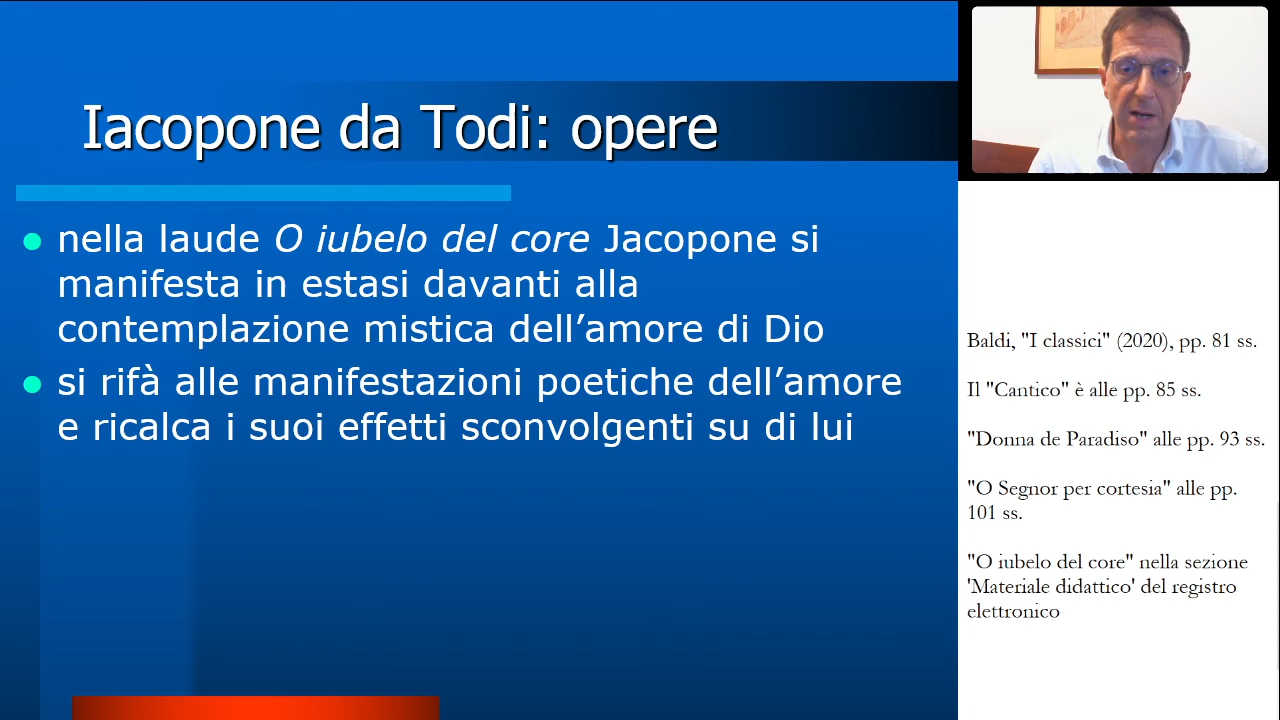 Iacopone da Todi: opere
nella laude O iubelo del core Jacopone si
manifesta in estasi davanti alla
contemplazione mistica dell’amore di Dio
si rifà alle manifestazioni poetiche dell’amore
e ricalca i suoi effetti sconvolgenti su di lui
Baldi, "I classici" (2020), pp. 81 ss.
Il "Cantico" è alle pp. 85 ss.
"Donna de Paradiso" alle pp. 93 ss.
"O Segnor per cortesia" alle pp.
101 ss.
"O iubelo del core" nella sezione
'Materiale didattico' del registro
elettronico